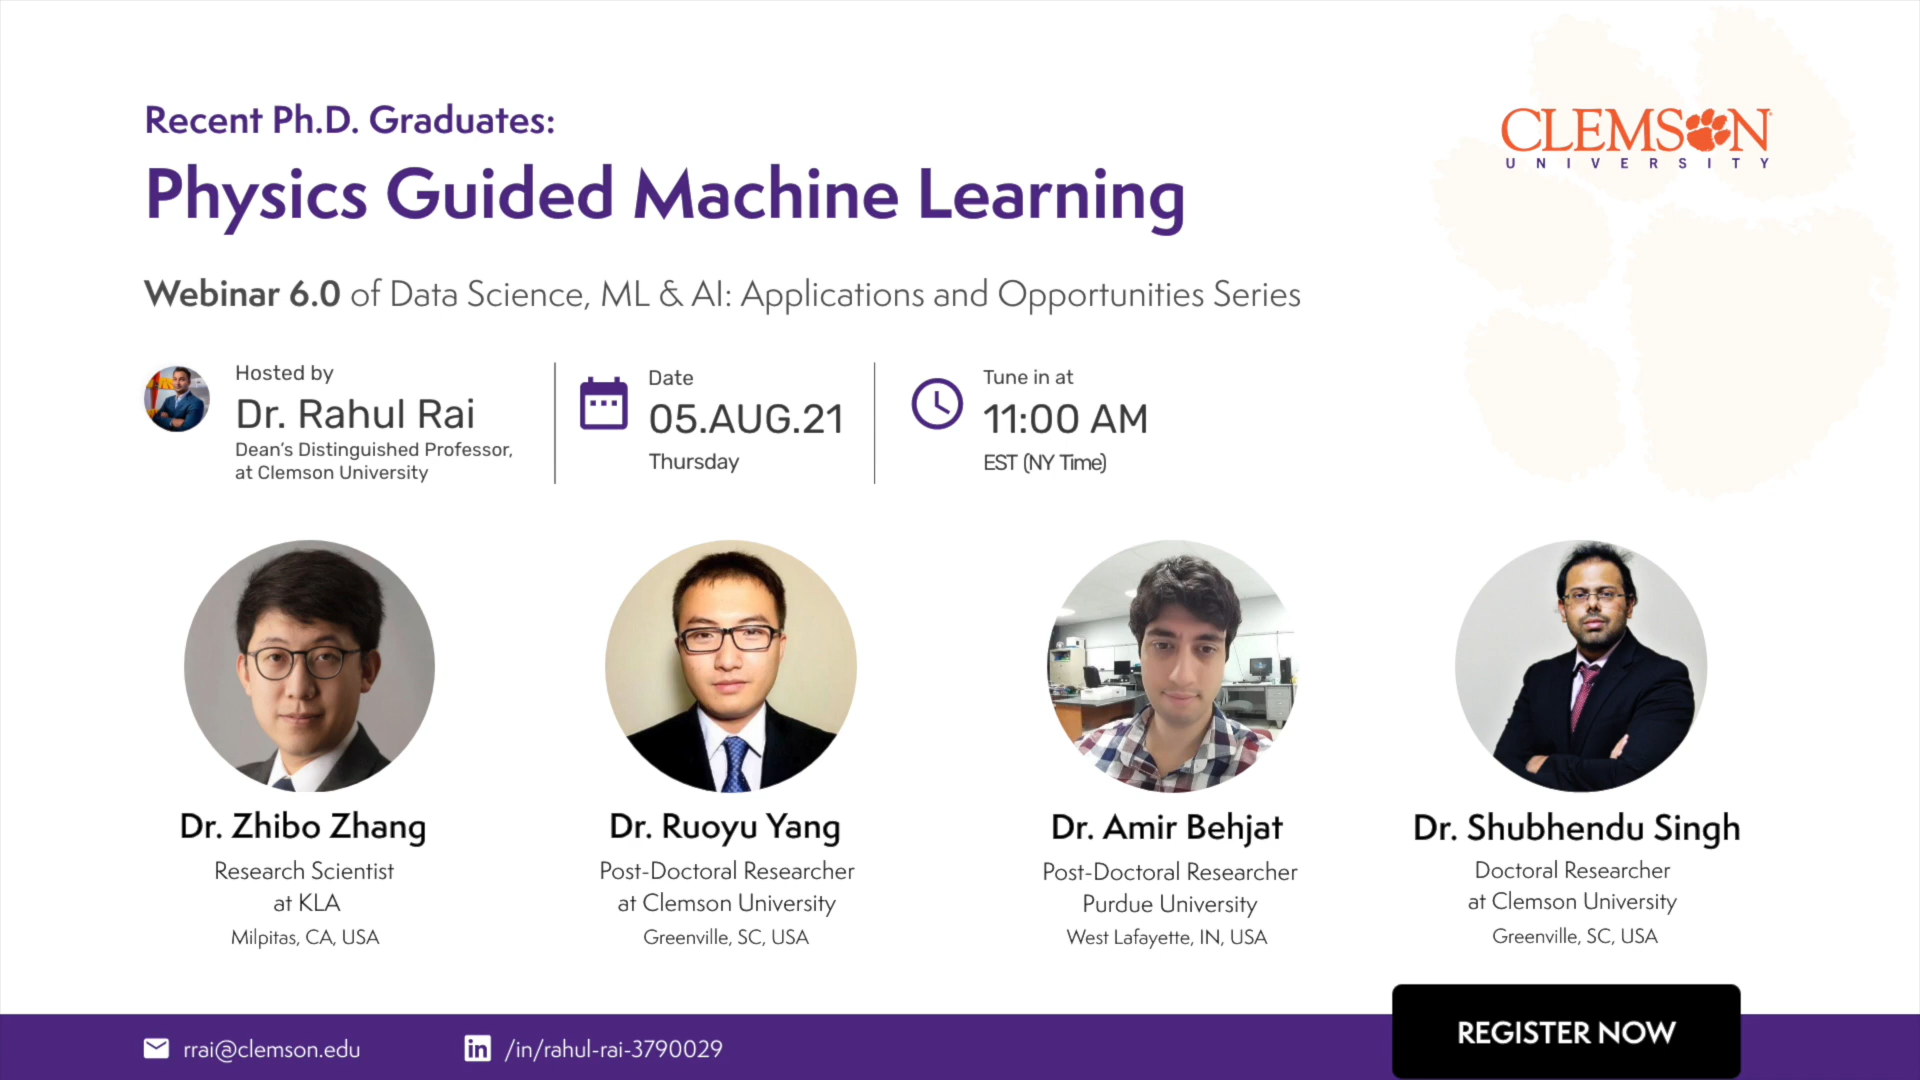 Recent Ph.D. Graduates:
CLEMSON
UNIVERSITY
Physics Guided Machine Learning
Webinar 6.0 of Data Science, ML & AI: Applications and Opportunities Series
Hosted by
Dr. Rahul Rai
Dean's Distinguished Professor,
at Clemson University
Date
05.AUG.21
Thursday
Tune in at
11:00 AM
EST (NY Time)
Dr. Zhibo Zhang
Research Scientist
at KLA
Milpitas, CA, USA
Dr. Ruoyu Yang
Post-Doctoral Researcher
at Clemson University
Greenville, SC, USA
Dr. Amir Behjat
Post-Doctoral Researcher
Purdue University
West Lafayette, IN, USA
Dr. Shubhendu Singh
Doctoral Researcher
at Clemson University
Greenville, SC, USA
rrai@clemson.edu
in /in/rahul-rai-3790029
REGISTER NOW